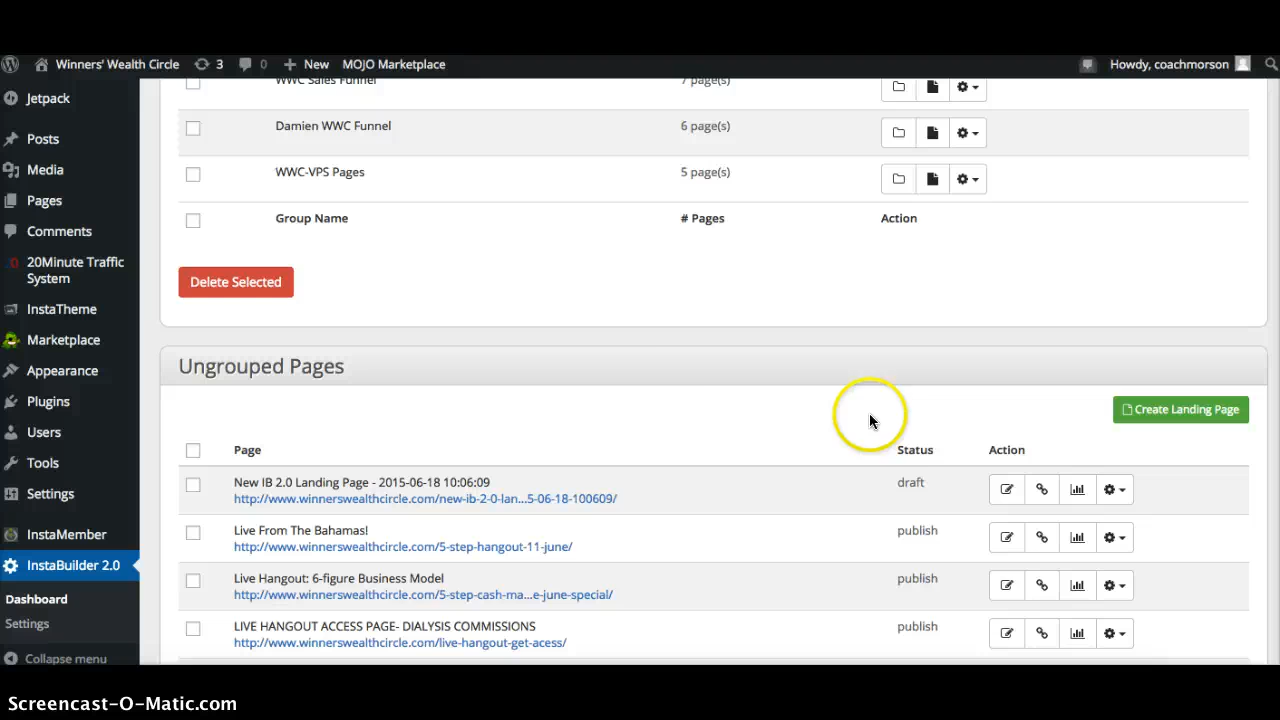 Winners' Wealth Circle 3 0 New MOJO Marketplace Howdy, coachmorson
Jetpack
Posts
Media
Pages
Comments
20Minute Traffic
System
InstaTheme
Marketplace
Appearance
Plugins
Users
Tools
Settings
InstaMember
InstaBuilder 2.0
Dashboard
Settings
Collapse menu
WWC Sales Funnel 7 page(s)
Damien WWC Funnel 6 page(s)
WWC-VPS Pages 5 page(s)
Group Name # Pages Action
Delete Selected
Ungrouped Pages
Create Landing Page
Page Status Action
New IB 2.0 Landing Page - 2015-06-18 10:06:09 draft
http://www.winnerswealthcircle.com/new-ib-2-0-lan...5-06-18-100609/
Live From The Bahamas! publish
http://www.winnerswealthcircle.com/5-step-hangout-11-june/
Live Hangout: 6-figure Business Model publish
http://www.winnerswealthcircle.com/5-step-cash-ma...e-june-special/
LIVE HANGOUT ACCESS PAGE- DIALYSIS COMMISSIONS publish
http://www.winnerswealthcircle.com/live-hangout-get-acess/
Screencast-O-Matic.com